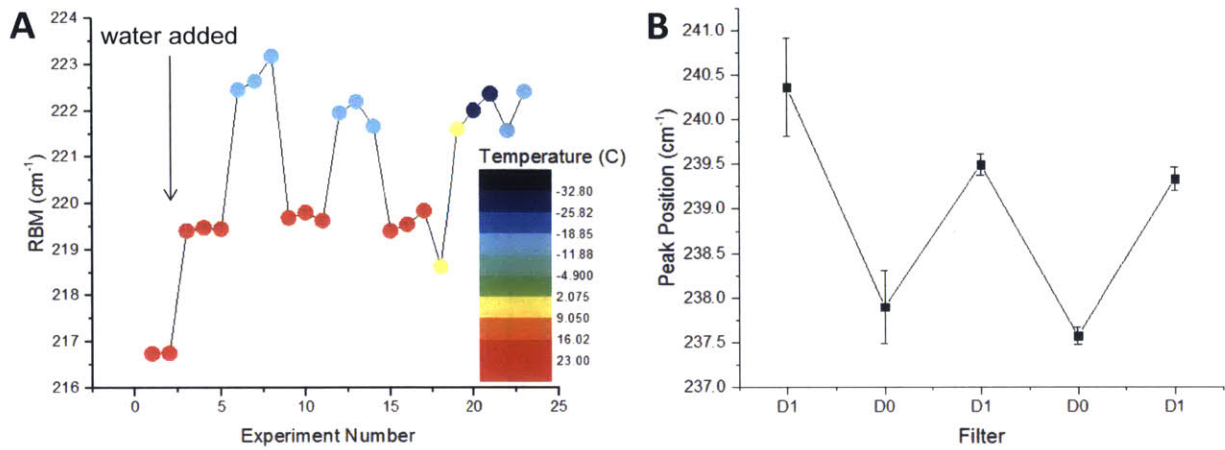 A
water added
224
223
222
221
220
219
218
217
216
RBM (cm-1)
0
5
10
15
20
25
Experiment Number
Temperature (C)
-32.80
-25.82
-18.85
-11.88
-4.900
2.075
9.050
16.02
23.00
B
241.0
240.5
240.0
239.5
239.0
238.5
238.0
237.5
237.0
Peak Position (cm-1)
D1
D0
D1
D0
D1
Filter